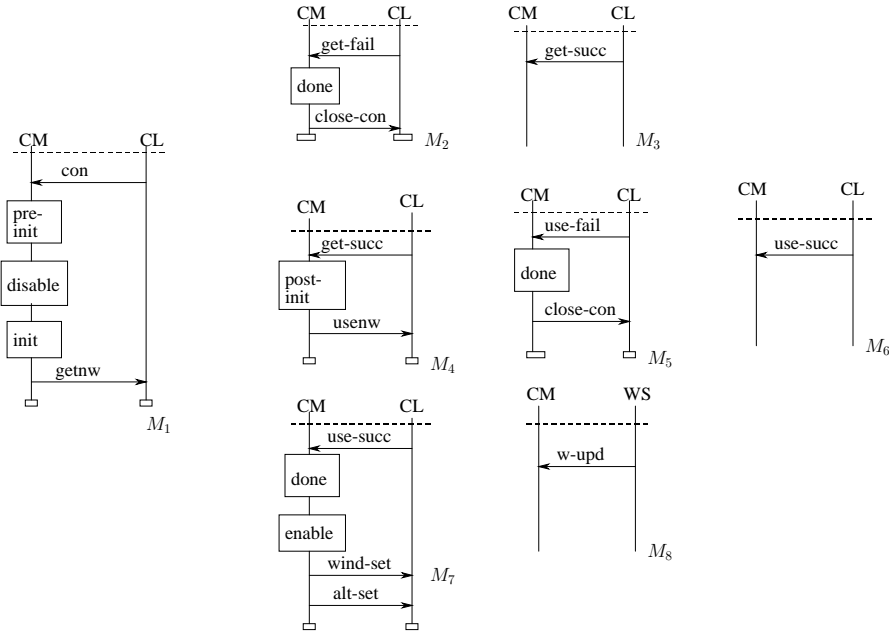 CM CL
get-fail
done
close-con
M2
CM CL
get-succ
M3
CM CL
con
pre-
init
disable
init
getnw
M1
CM CL
get-succ
post-
init
usenw
M4
CM CL
use-fail
done
close-con
M5
CM CL
use-succ
M6
CM CL
use-succ
done
enable
wind-set
alt-set
M7
CM WS
w-upd
M8